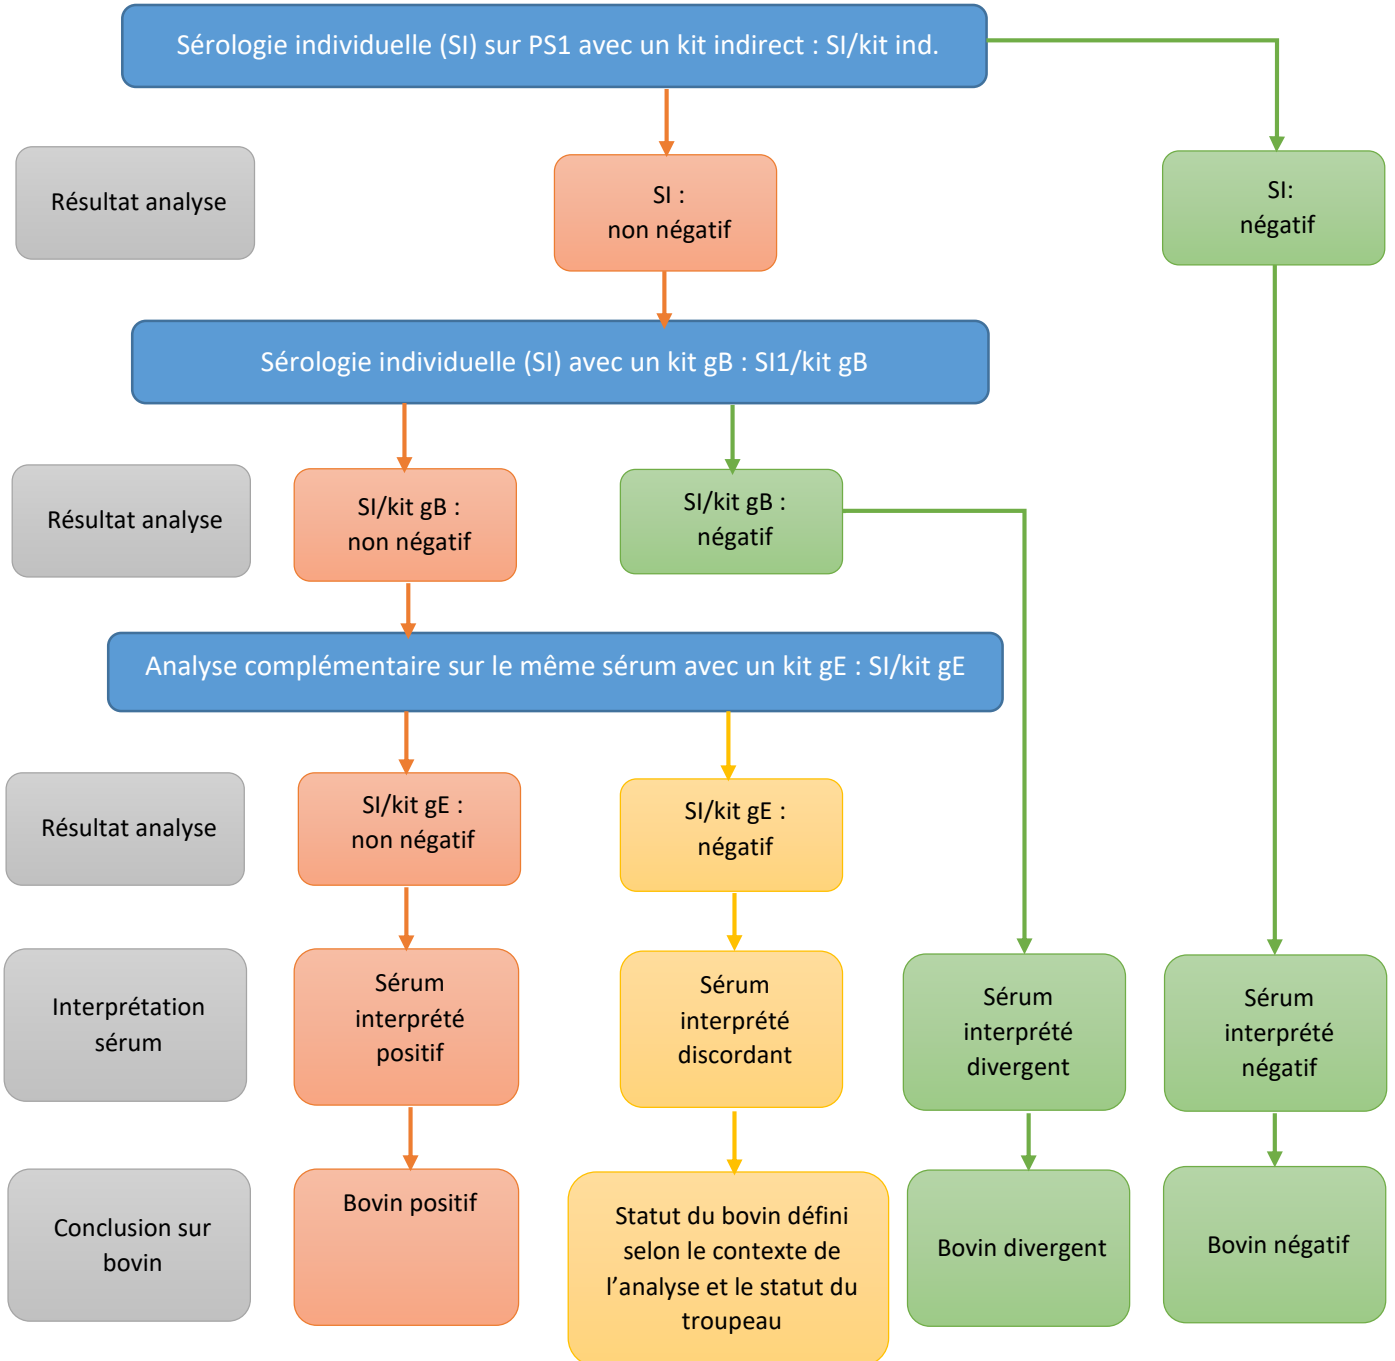 Sérologie individuelle (SI) sur PS1 avec un kit indirect : SI/kit ind.
Résultat analyse
SI :
non négatif
SI:
négatif
Sérologie individuelle (SI) avec un kit gB : SI1/kit gB
Résultat analyse
SI/kit gB :
non négatif
SI/kit gB :
négatif
Analyse complémentaire sur le même sérum avec un kit gE : SI/kit gE
Résultat analyse
SI/kit gE :
non négatif
SI/kit gE :
négatif
Interprétation
sérum
Sérum
interprété
positif
Sérum
interprété
discordant
Sérum
interprété
divergent
Sérum
interprété
négatif
Conclusion sur
bovin
Bovin positif
Statut du bovin défini
selon le contexte de
l’analyse et le statut du
troupeau
Bovin divergent
Bovin négatif